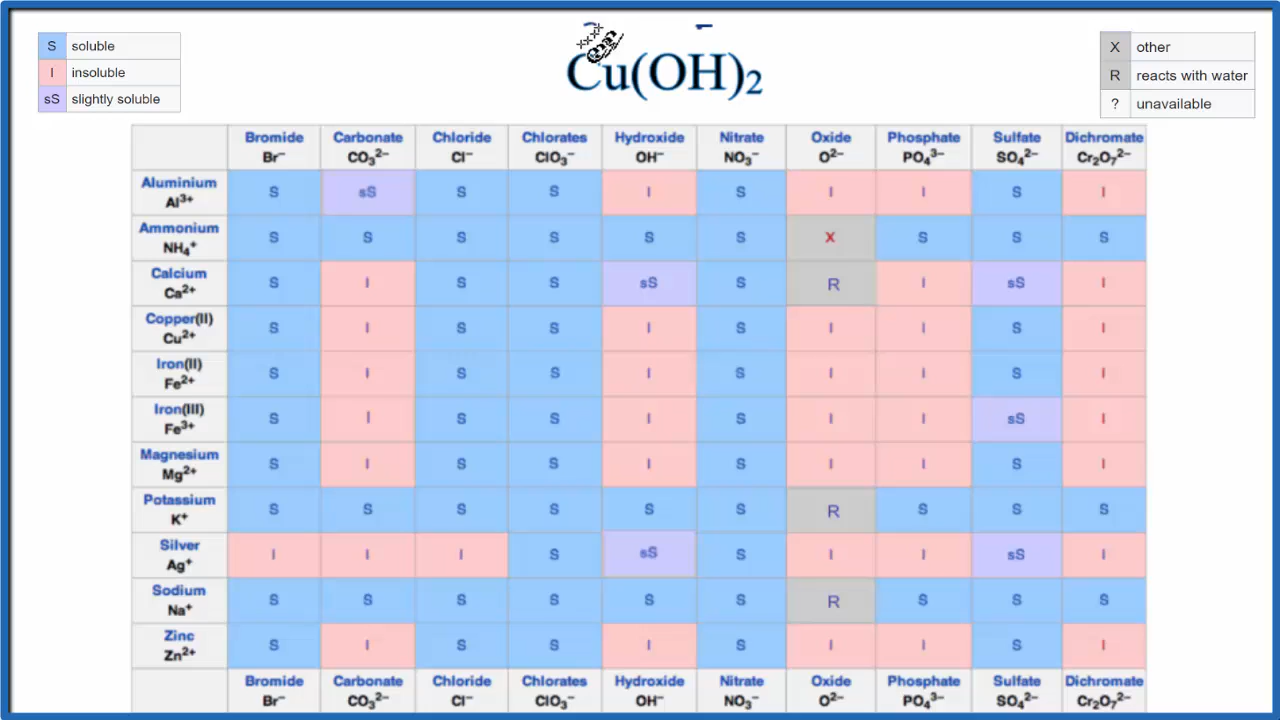 S soluble
I insoluble
sS slightly soluble
Cu(OH)₂
X other
R reacts with water
? unavailable
Bromide Carbonate Chloride Chlorates Hydroxide Nitrate Oxide Phosphate Sulfate Dichromate
Br⁻ CO₃²⁻ Cl⁻ ClO₃⁻ OH⁻ NO₃⁻ O²⁻ PO₄³⁻ SO₄²⁻ Cr₂O₇²⁻
Aluminium
Al³⁺ S sS S S I S I I S I
Ammonium
NH₄⁺ S S S S S S X S S S
Calcium
Ca²⁺ S I S S sS S R I sS I
Copper(II)
Cu²⁺ S I S S I S I I S I
Iron(II)
Fe²⁺ S I S S I S I I S I
Iron(III)
Fe³⁺ S I S S I S I I sS I
Magnesium
Mg²⁺ S I S S I S I I S I
Potassium
K⁺ S S S S S S R S S S
Silver
Ag⁺ I I I S sS S I I sS I
Sodium
Na⁺ S S S S S S R S S S
Zinc
Zn²⁺ S I S S I S I I S I
Bromide Carbonate Chloride Chlorates Hydroxide Nitrate Oxide Phosphate Sulfate Dichromate
Br⁻ CO₃²⁻ Cl⁻ ClO₃⁻ OH⁻ NO₃⁻ O²⁻ PO₄³⁻ SO₄²⁻ Cr₂O₇²⁻